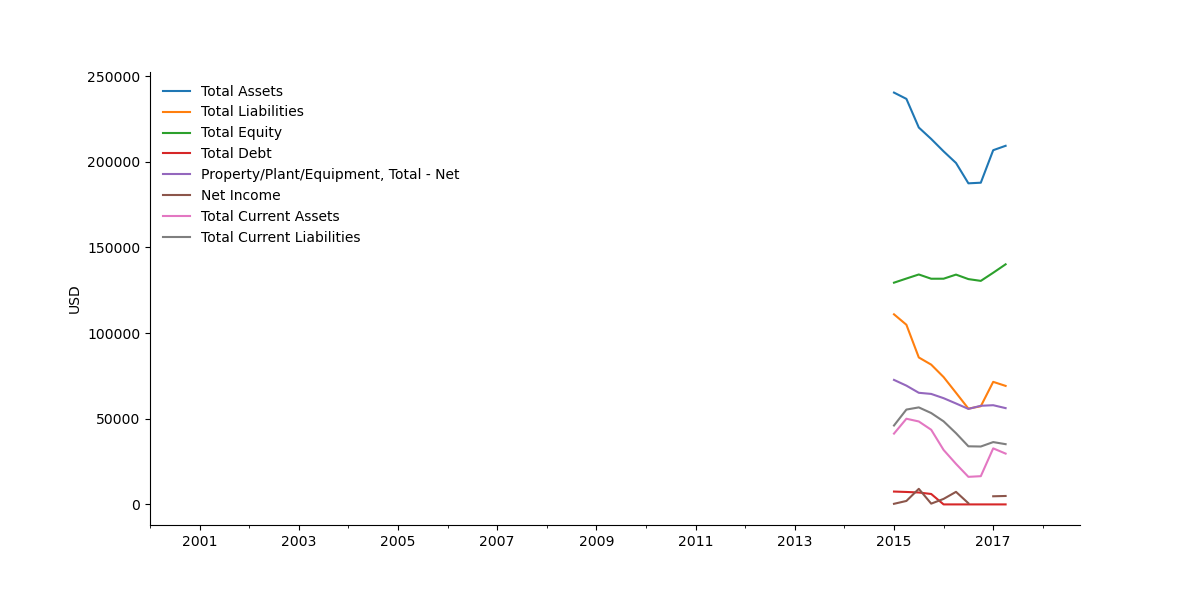 250000
200000
150000
100000
50000
0
USD
Total Assets
Total Liabilities
Total Equity
Total Debt
Property/Plant/Equipment, Total - Net
Net Income
Total Current Assets
Total Current Liabilities
2001 2003 2005 2007 2009 2011 2013 2015 2017